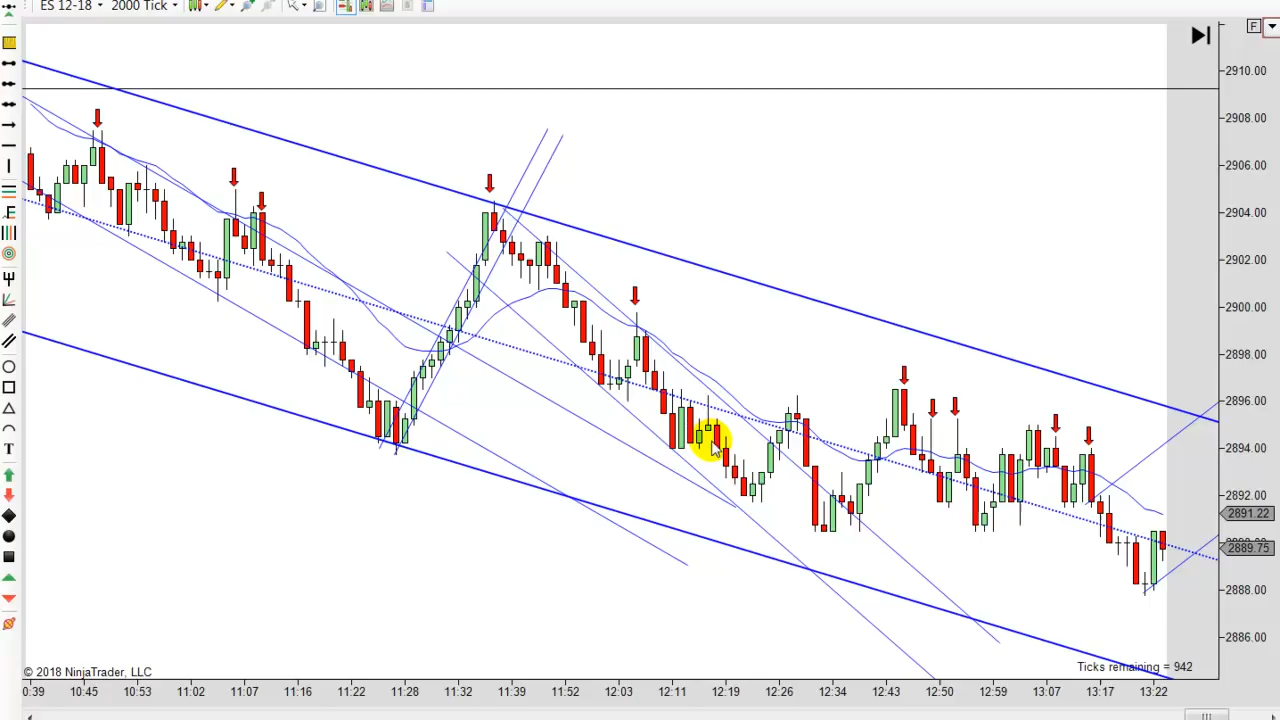 ES 12-18 2000 Tick
F
2910.00
2908.00
2906.00
2904.00
2902.00
2900.00
2898.00
2896.00
2894.00
2892.00
2891.22
2889.75
2888.00
2886.00
T
Ticks remaining = 942
© 2018 NinjaTrader, LLC
0:39 10:45 10:53 11:02 11:07 11:16 11:22 11:28 11:32 11:39 11:52 12:03 12:11 12:19 12:26 12:34 12:43 12:50 12:59 13:07 13:17 13:22